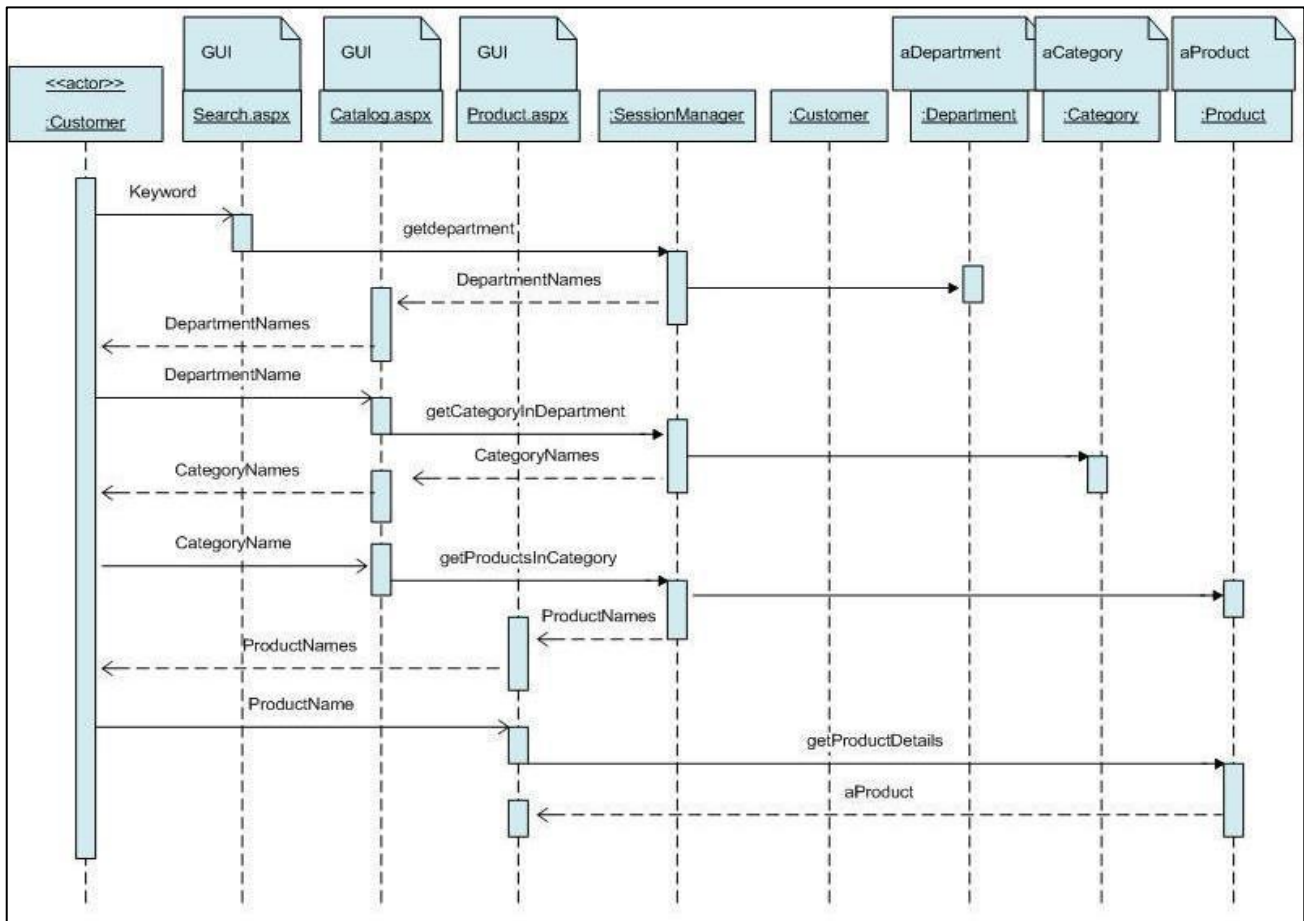 GUI
GUI
GUI
aDepartment
aCategory
aProduct
<<actor>>
:Customer
Search.aspx
Catalog.aspx
Product.aspx
:SessionManager
:Customer
:Department
:Category
:Product
Keyword
getdepartment
DepartmentNames
DepartmentNames
DepartmentName
getCategoryInDepartment
CategoryNames
CategoryNames
CategoryName
getProductsInCategory
ProductNames
ProductNames
ProductName
getProductDetails
aProduct